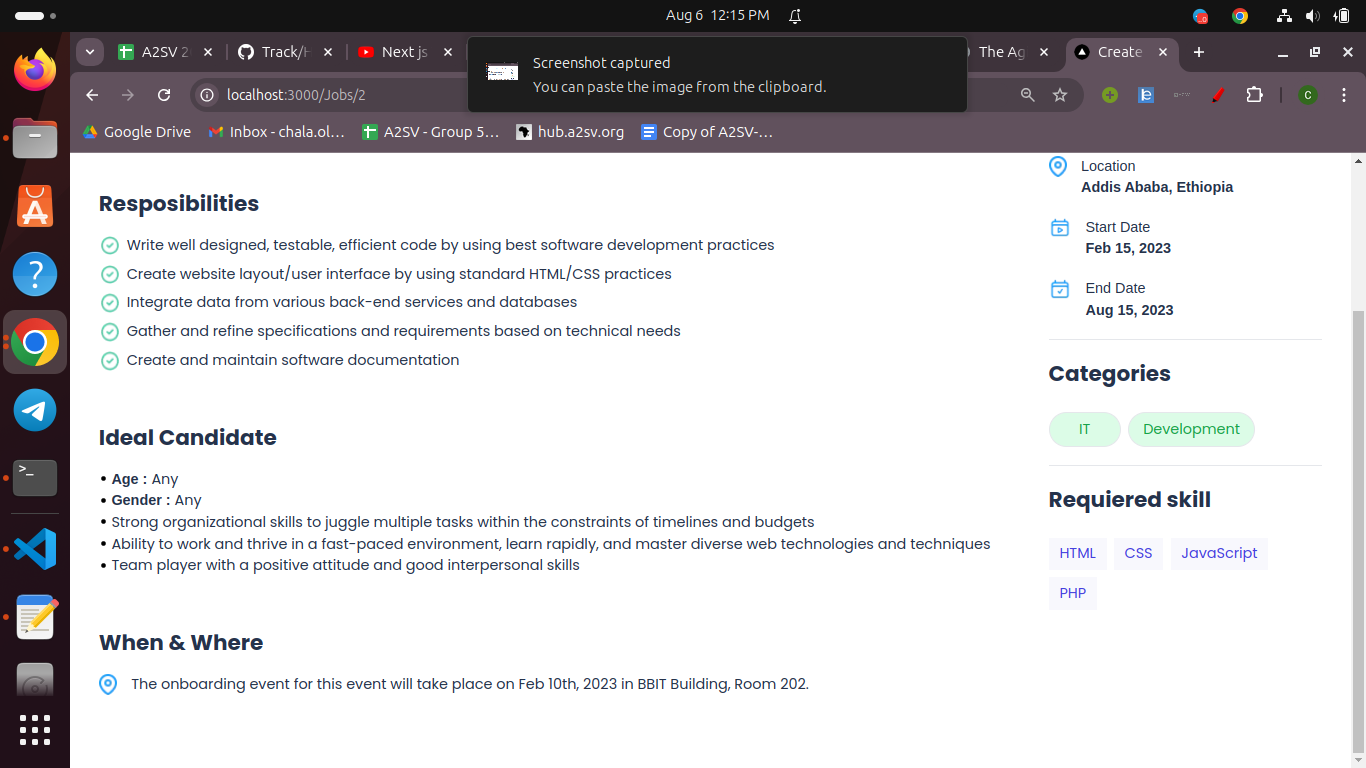 Aug 6 12:15 PM
A2SV 2
Track/H
Next js
The Ag
Create
Screenshot captured
You can paste the image from the clipboard.
localhost:3000/Jobs/2
C
Google Drive
Inbox - chala.ol…
A2SV - Group 5…
hub.a2sv.org
Copy of A2SV-…
Resposibilities
Write well designed, testable, efficient code by using best software development practices
Create website layout/user interface by using standard HTML/CSS practices
Integrate data from various back-end services and databases
Gather and refine specifications and requirements based on technical needs
Create and maintain software documentation
Ideal Candidate
• Age : Any
• Gender : Any
• Strong organizational skills to juggle multiple tasks within the constraints of timelines and budgets
• Ability to work and thrive in a fast-paced environment, learn rapidly, and master diverse web technologies and techniques
• Team player with a positive attitude and good interpersonal skills
When & Where
The onboarding event for this event will take place on Feb 10th, 2023 in BBIT Building, Room 202.
Location
Addis Ababa, Ethiopia
Start Date
Feb 15, 2023
End Date
Aug 15, 2023
Categories
IT
Development
Requiered skill
HTML
CSS
JavaScript
PHP